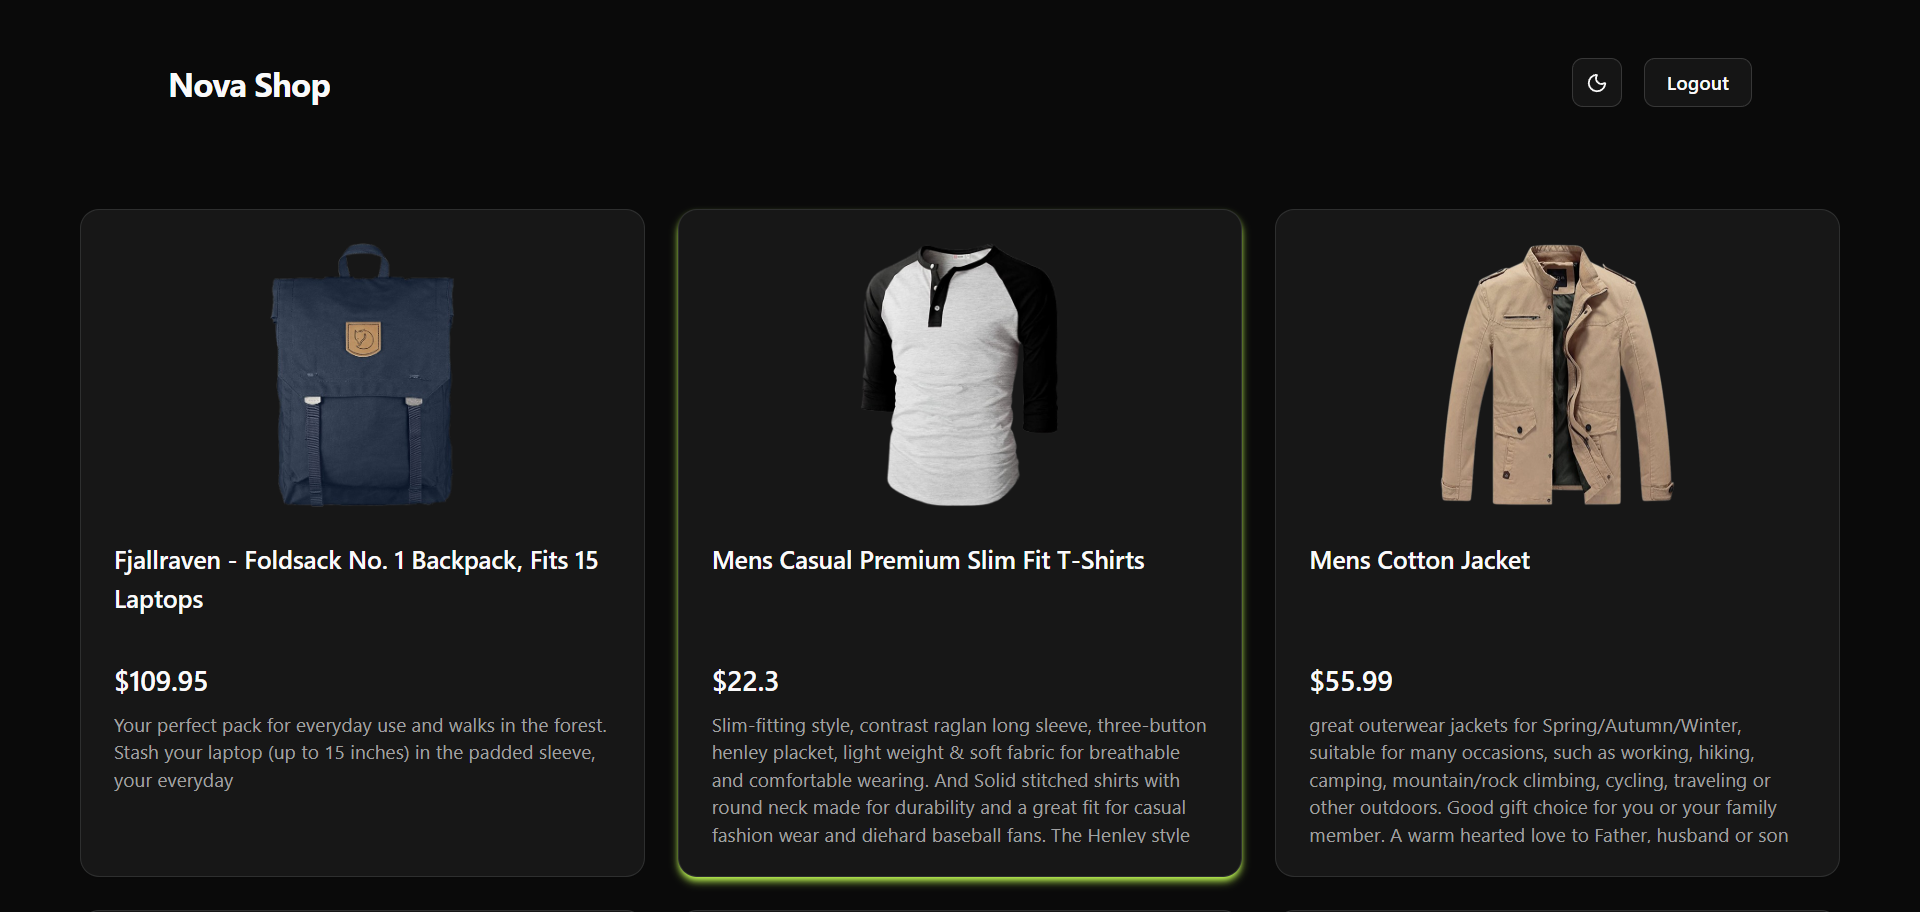 Nova Shop
Logout
Fjallraven - Foldsack No. 1 Backpack, Fits 15
Laptops
$109.95
Your perfect pack for everyday use and walks in the forest.
Stash your laptop (up to 15 inches) in the padded sleeve,
your everyday
Mens Casual Premium Slim Fit T-Shirts
$22.3
Slim-fitting style, contrast raglan long sleeve, three-button
henley placket, light weight & soft fabric for breathable
and comfortable wearing. And Solid stitched shirts with
round neck made for durability and a great fit for casual
fashion wear and diehard baseball fans. The Henley style
Mens Cotton Jacket
$55.99
great outerwear jackets for Spring/Autumn/Winter,
suitable for many occasions, such as working, hiking,
camping, mountain/rock climbing, cycling, traveling or
other outdoors. Good gift choice for you or your family
member. A warm hearted love to Father, husband or son